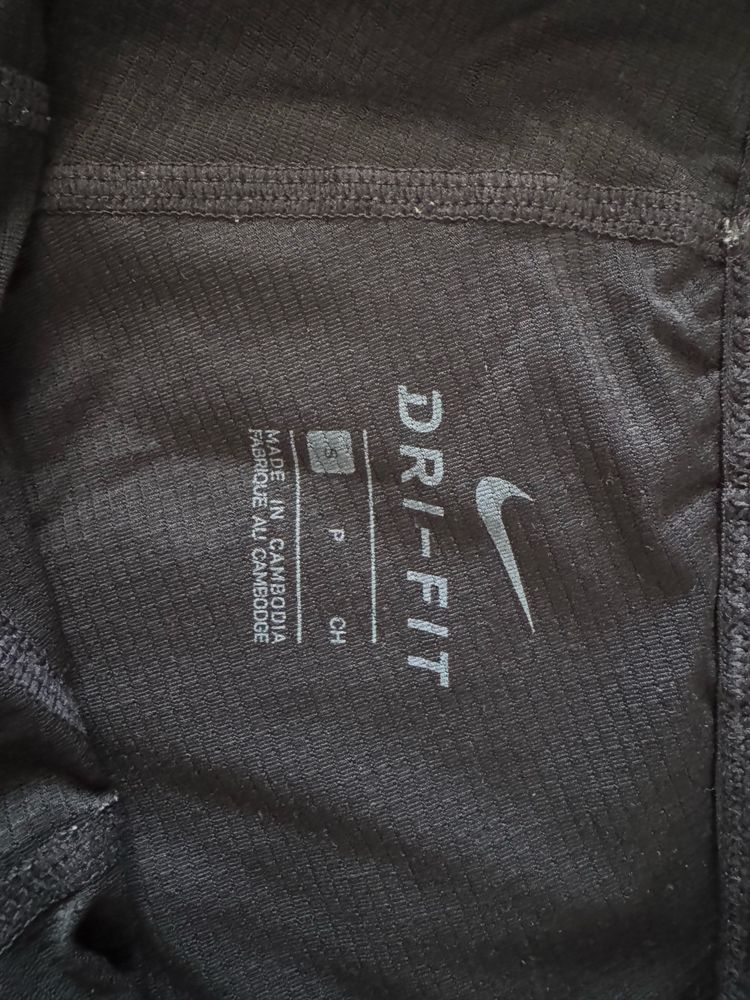 DRI-FIT
S P CH
MADE IN CAMBODIA
FABRIQUE AU CAMBODGE